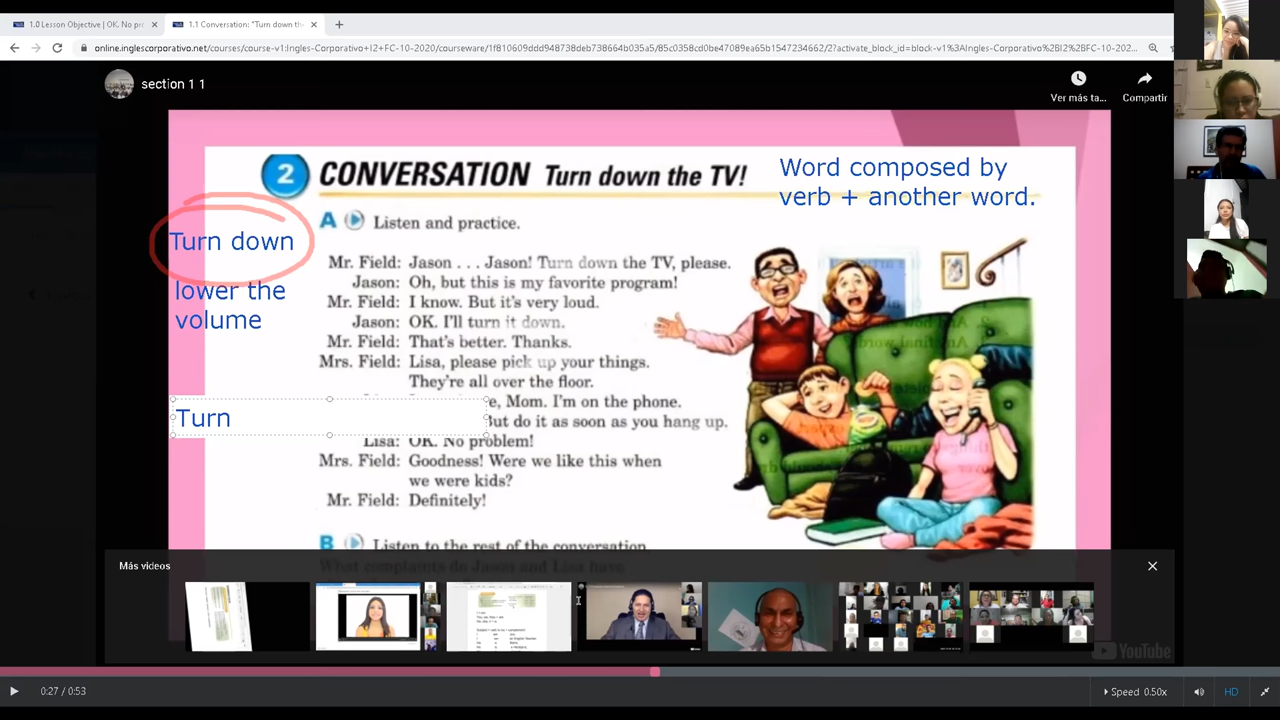 1.0 Lesson Objective | OK. No pro
1.1 Conversation: "Turn down th
online.inglescorporativo.net/courses/course-v1:Ingles-Corporativo+I2+FC-10-2020/courseware/1f810609ddd948738deb738664b035a5/85c0358cd0be47089ea65b1547234662/2?activate_block_id=block-v1%3AIngles-Corporativo%2BI2%2BFC-10-202...
section 1 1
Ver más ta...
Compartir
2 CONVERSATION Turn down the TV!
Word composed by
verb + another word.
A Listen and practice.
Turn down
lower the
volume
Mr. Field: Jason . . . Jason! Turn down the TV, please.
Jason: Oh, but this is my favorite program!
Mr. Field: I know. But it's very loud.
Jason: OK. I'll turn it down.
Mr. Field: That's better. Thanks.
Mrs. Field: Lisa, please pick up your things.
They're all over the floor.
e, Mom. I'm on the phone.
Turn
But do it as soon as you hang up.
Lisa: OK. No problem!
Mrs. Field: Goodness! Were we like this when
we were kids?
Mr. Field: Definitely!
B Listen to the rest of the conversation
What complaints do Jason and Lisa have
Más videos
YouTube
0:27 / 0:53
Speed 0.50x
HD